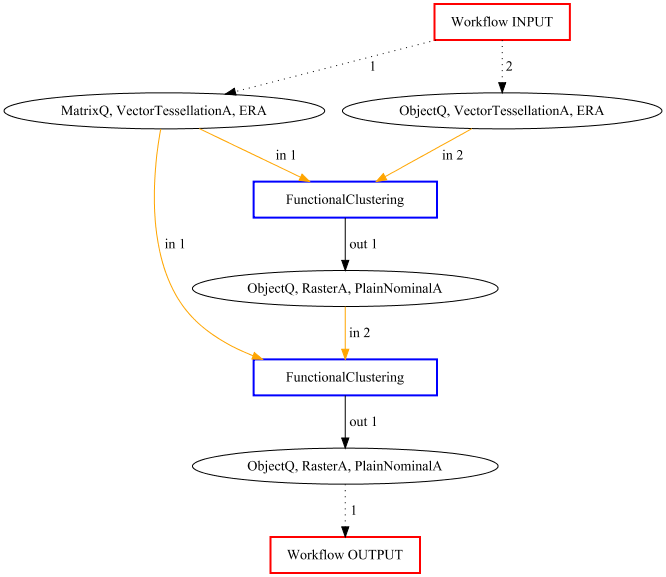 Workflow INPUT
1
2
MatrixQ, VectorTessellationA, ERA
ObjectQ, VectorTessellationA, ERA
in 1
in 2
FunctionalClustering
in 1
out 1
ObjectQ, RasterA, PlainNominalA
in 2
FunctionalClustering
out 1
ObjectQ, RasterA, PlainNominalA
1
Workflow OUTPUT